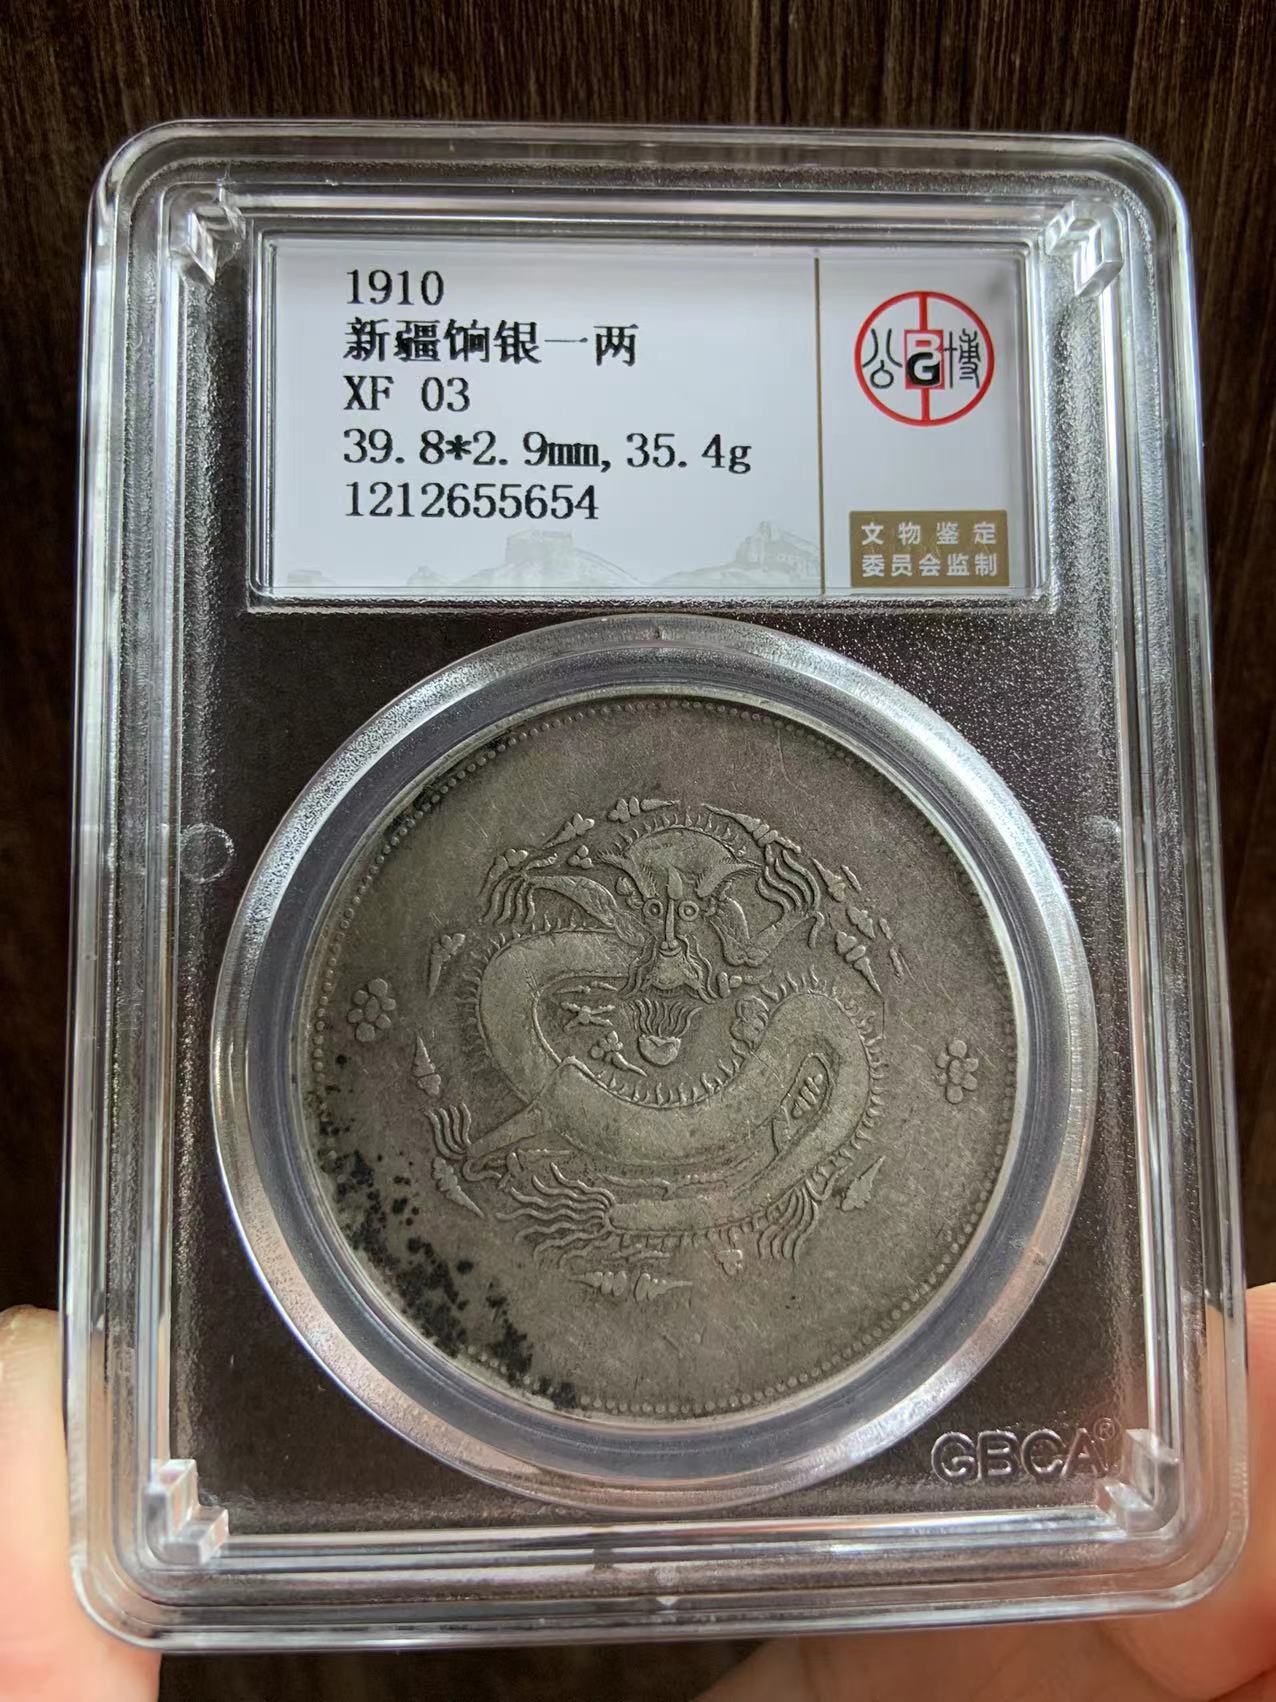 1910
新疆饷银一两
XF 03
39.8*2.9mm,35.4g
1212655654
公 BG 博
文物鉴定
委员会监制
GBCA®